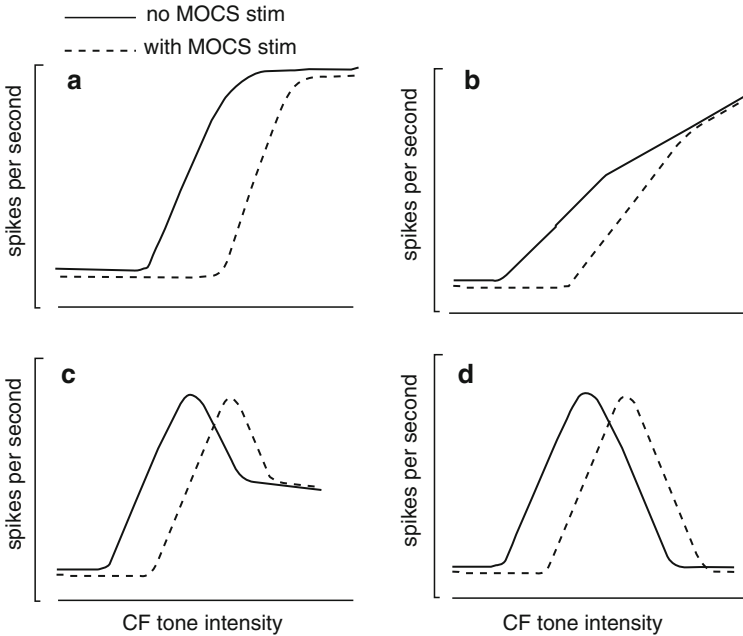 no MOCS stim
with MOCS stim
a
b
spikes per second
spikes per second
c
d
spikes per second
spikes per second
CF tone intensity
CF tone intensity